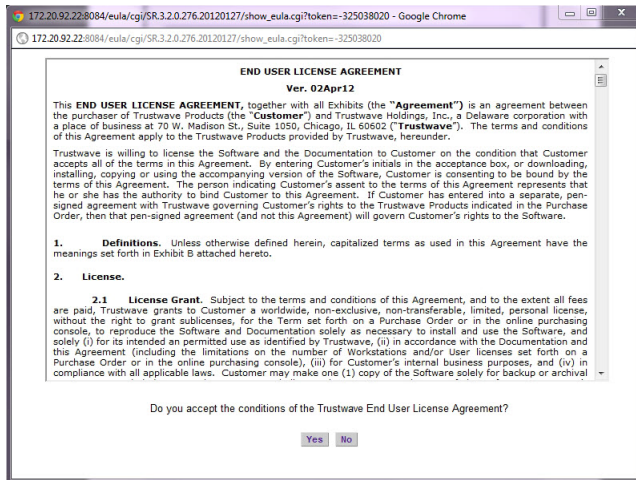 172.20.92.22:8084/eula/cgi/SR.3.2.0.276.20120127/show_eula.cgi?token=-325038020 - Google Chrome
172.20.92.22:8084/eula/cgi/SR.3.2.0.276.20120127/show_eula.cgi?token=-325038020
END USER LICENSE AGREEMENT
Ver. 02Apr12
This END USER LICENSE AGREEMENT, together with all Exhibits (the "Agreement") is an agreement between
the purchaser of Trustwave Products (the "Customer") and Trustwave Holdings, Inc., a Delaware corporation with
a place of business at 70 W. Madison St., Suite 1050, Chicago, IL 60602 ("Trustwave"). The terms and conditions
of this Agreement apply to the Trustwave Products provided by Trustwave, hereunder.
Trustwave is willing to license the Software and the Documentation to Customer on the condition that Customer
accepts all of the terms in this Agreement. By entering Customer's initials in the acceptance box, or downloading,
installing, copying or using the accompanying version of the Software, Customer is consenting to be bound by the
terms of this Agreement. The person indicating Customer's assent to the terms of this Agreement represents that
he or she has the authority to bind Customer to this Agreement. If Customer has entered into a separate, pen-
signed agreement with Trustwave governing Customer's rights to the Trustwave Products indicated in the Purchase
Order, then that pen-signed agreement (and not this Agreement) will govern Customer's rights to the Software.
1. Definitions. Unless otherwise defined herein, capitalized terms as used in this Agreement have the
meanings set forth in Exhibit B attached hereto.
2. License.
2.1 License Grant. Subject to the terms and conditions of this Agreement, and to the extent all fees
are paid, Trustwave grants to Customer a worldwide, non-exclusive, non-transferable, limited, personal license,
without the right to grant sublicenses, for the Term set forth on a Purchase Order or in the online purchasing
console, to reproduce the Software and Documentation solely as necessary to install and use the Software, and
solely (i) for its intended an permitted use as identified by Trustwave, (ii) in accordance with the Documentation and
this Agreement (including the limitations on the number of Workstations and/or User licenses set forth on a
Purchase Order or in the online purchasing console), (iii) for Customer's internal business purposes, and (iv) in
compliance with all applicable laws. Customer may make one (1) copy of the Software solely for backup or archival
Do you accept the conditions of the Trustwave End User License Agreement?
Yes No